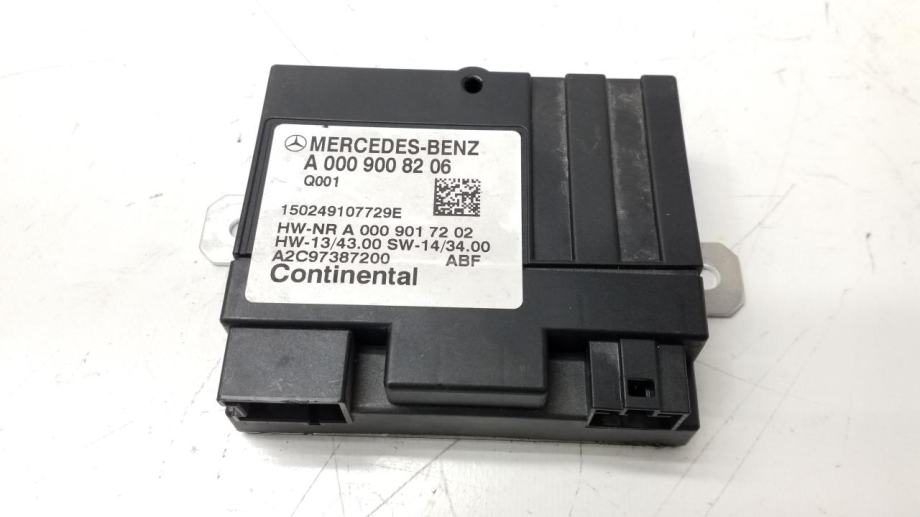 MERCEDES-BENZ
A 000 900 82 06
Q001
150249107729E
HW-NR A 000 901 72 02
HW-13/43.00 SW-14/34.00
A2C97387200 ABF
Continental